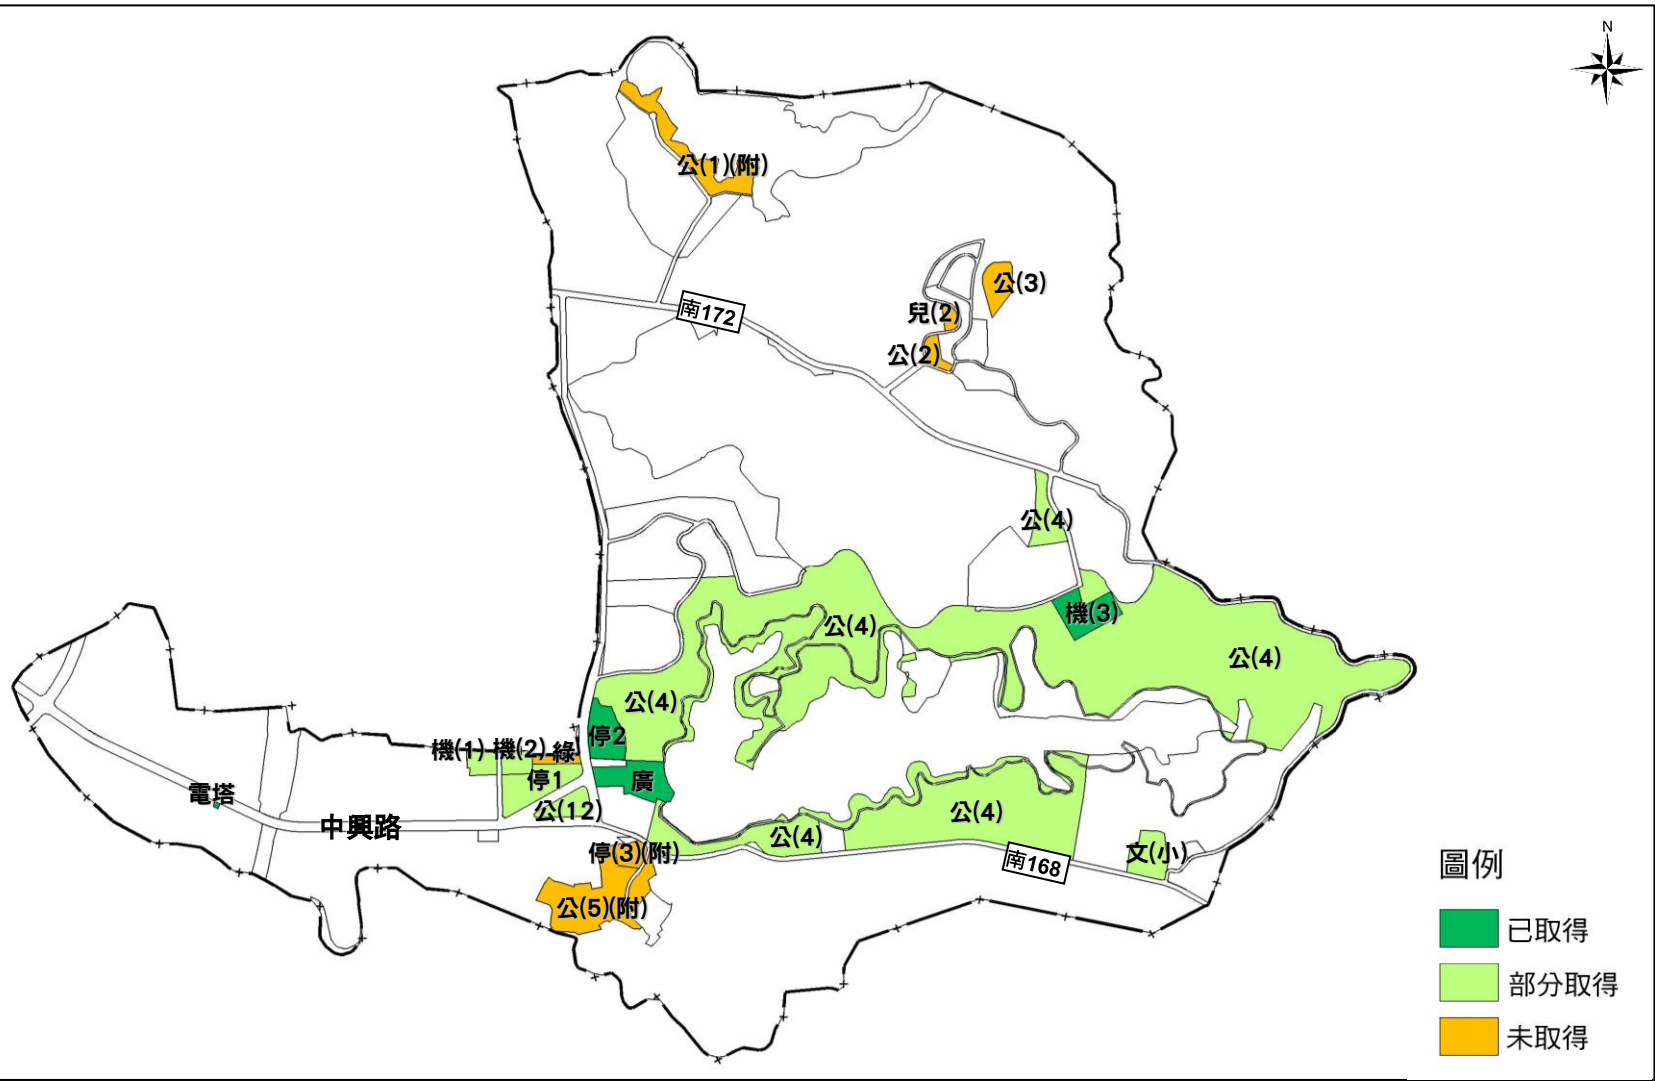 N
公(1)(附)
公(3)
南172
兒(2)
公(2)
公(4)
機(3)
公(4)
公(4)
公(4)
停2
機(1)
機(2)
綠
停1
廣
電塔
公(12)
中興路
公(4)
公(4)
停(3)(附)
文(小)
南168
公(5)(附)
圖例
已取得
部分取得
未取得